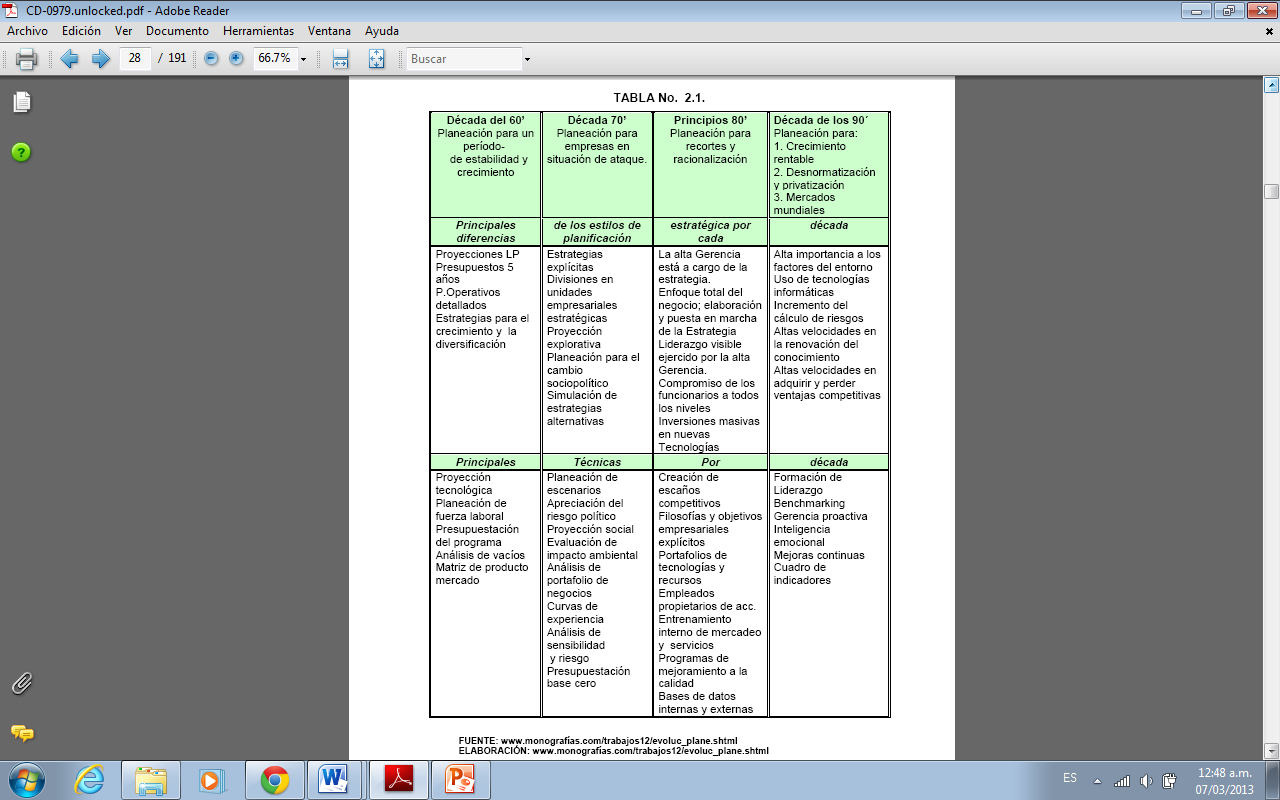 CD-0979.unlocked.pdf - Adobe Reader
Archivo Edición Ver Documento Herramientas Ventana Ayuda
28 / 191 66.7% Buscar
TABLA No. 2.1.
Década del 60'
Planeación para un
período-
de estabilidad y
crecimiento
Década 70'
Planeación para
empresas en
situación de ataque.
Principios 80'
Planeación para
recortes y
racionalización
Década de los 90´
Planeación para:
1. Crecimiento
rentable
2. Desnormatización
y privatización
3. Mercados
mundiales
Principales
diferencias
de los estilos de
planificación
estratégica por
cada
década
Proyecciones LP
Presupuestos 5
años
P.Operativos
detallados
Estrategias para el
crecimiento y la
diversificación
Estrategias
explícitas
Divisiones en
unidades
empresariales
estratégicas
Proyección
explorativa
Planeación para el
cambio
sociopolítico
Simulación de
estrategias
alternativas
La alta Gerencia
está a cargo de la
estrategia.
Enfoque total del
negocio; elaboración
y puesta en marcha
de la Estrategia
Liderazgo visible
ejercido por la alta
Gerencia.
Compromiso de los
funcionarios a todos
los niveles
Inversiones masivas
en nuevas
Tecnologías
Alta importancia a los
factores del entorno
Uso de tecnologías
informáticas
Incremento del
cálculo de riesgos
Altas velocidades en
la renovación del
conocimiento
Altas velocidades en
adquirir y perder
ventajas competitivas
Principales
Técnicas
Por
década
Proyección
tecnológica
Planeación de
fuerza laboral
Presupuestación
del programa
Análisis de vacíos
Matriz de producto
mercado
Planeación de
escenarios
Apreciación del
riesgo político
Proyección social
Evaluación de
impacto ambiental
Análisis de
portafolio de
negocios
Curvas de
experiencia
Análisis de
sensibilidad
y riesgo
Presupuestación
base cero
Creación de
escaños
competitivos
Filosofías y objetivos
empresariales
explícitos
Portafolios de
tecnologías y
recursos
Empleados
propietarios de acc.
Entrenamiento
interno de mercadeo
y servicios
Programas de
mejoramiento a la
calidad
Bases de datos
internas y externas
Formación de
Liderazgo
Benchmarking
Gerencia proactiva
Inteligencia
emocional
Mejoras continuas
Cuadro de
indicadores
FUENTE: www.monografias.com/trabajos12/evoluc_plane.shtml
ELABORACIÓN: www.monografias.com/trabajos12/evoluc_plane.shtml
ES
12:48 a.m.
07/03/2013